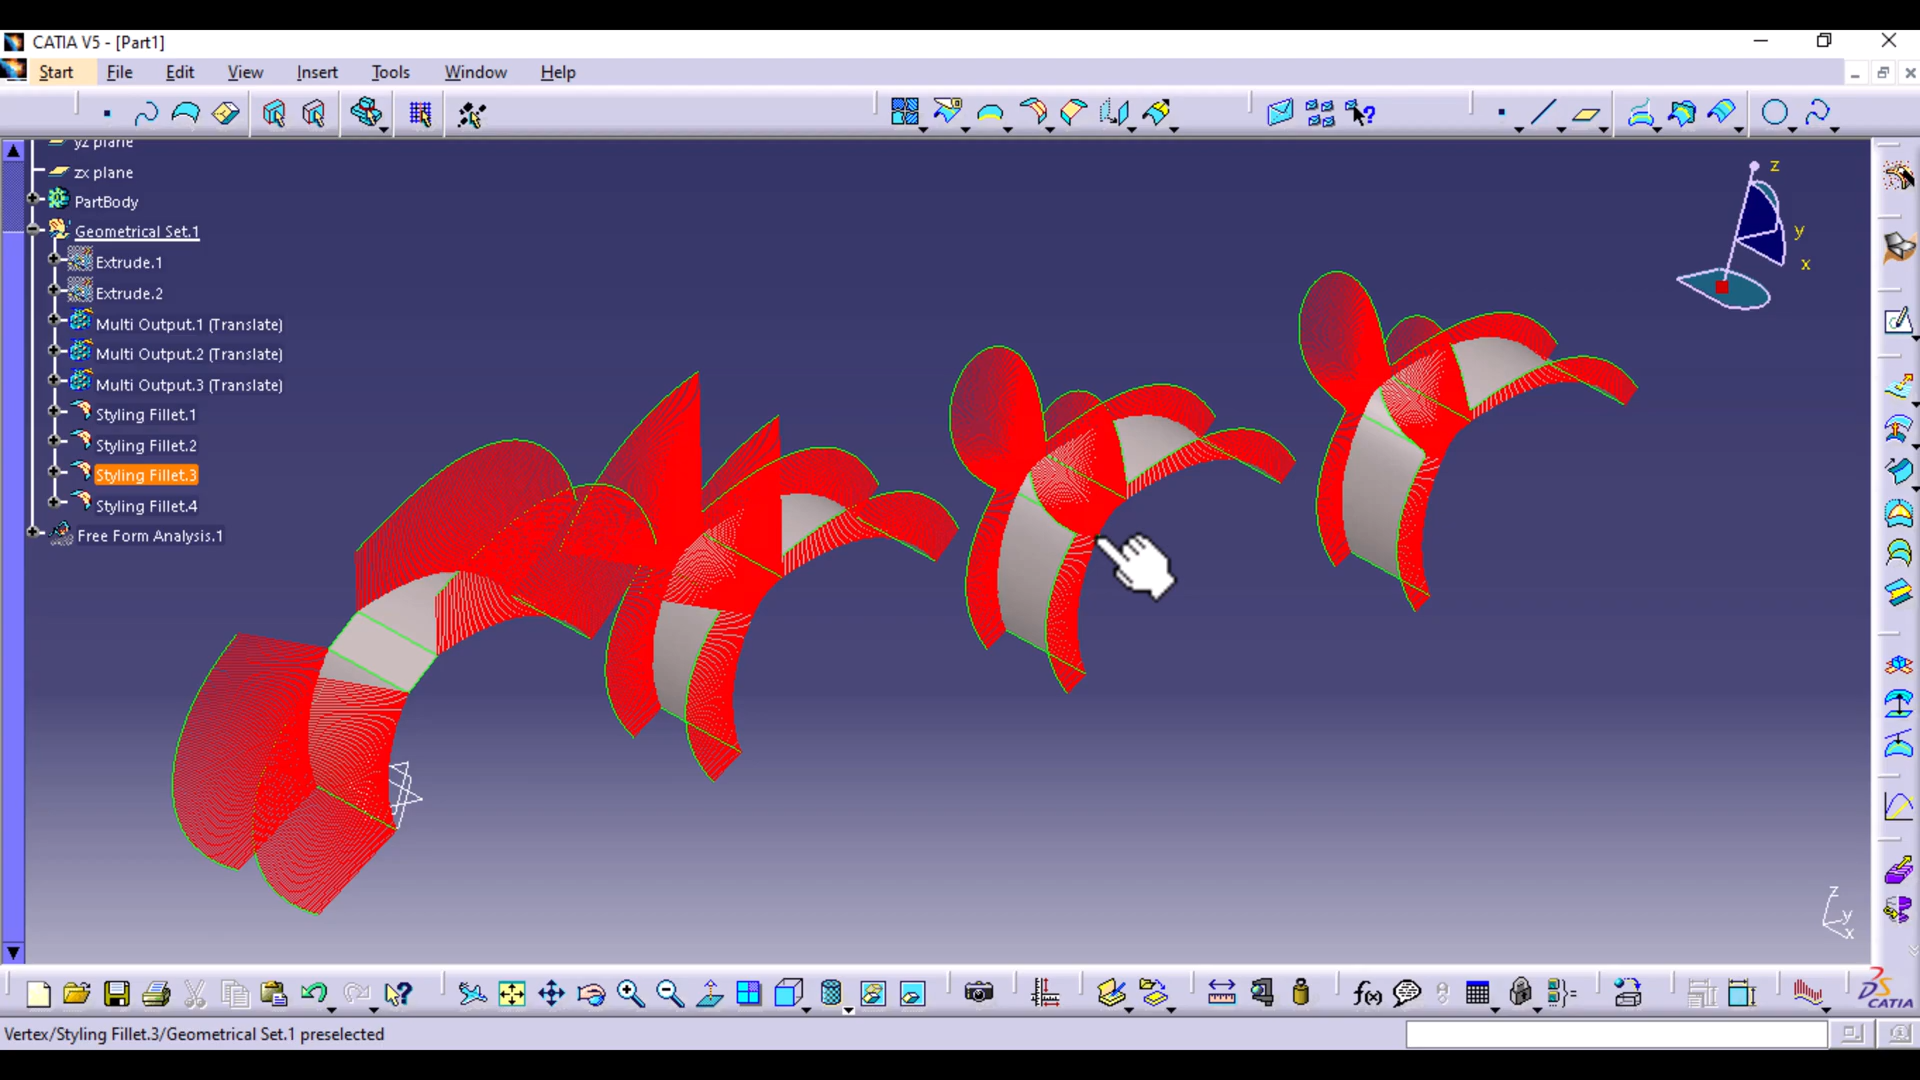 CATIA V5 - [Part1]
Start File Edit View Insert Tools Window Help
yz plane
zx plane
PartBody
Geometrical Set.1
Extrude.1
Extrude.2
Multi Output.1 (Translate)
Multi Output.2 (Translate)
Multi Output.3 (Translate)
Styling Fillet.1
Styling Fillet.2
Styling Fillet.3
Styling Fillet.4
Free Form Analysis.1
z
y
x
z
y
x
f(x)
CATIA
Vertex/Styling Fillet.3/Geometrical Set.1 preselected